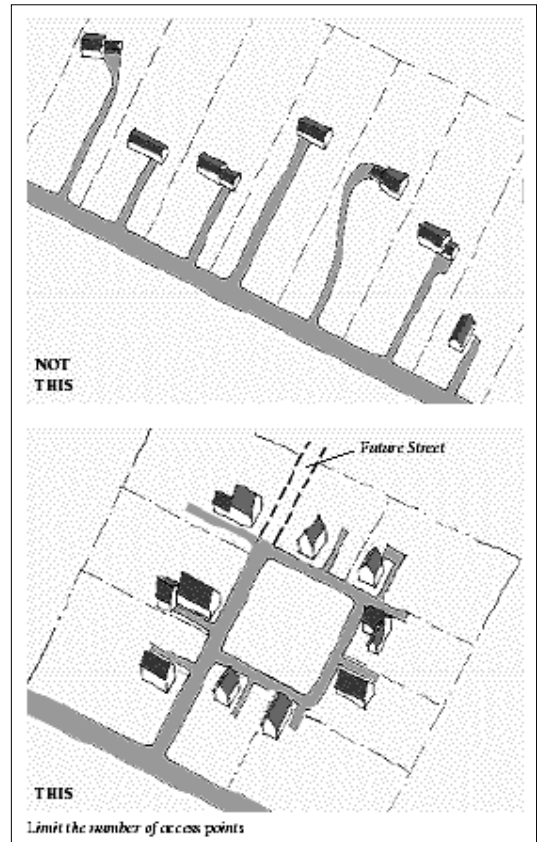 NOT
THIS
Future Street
THIS
Limit the number of access points